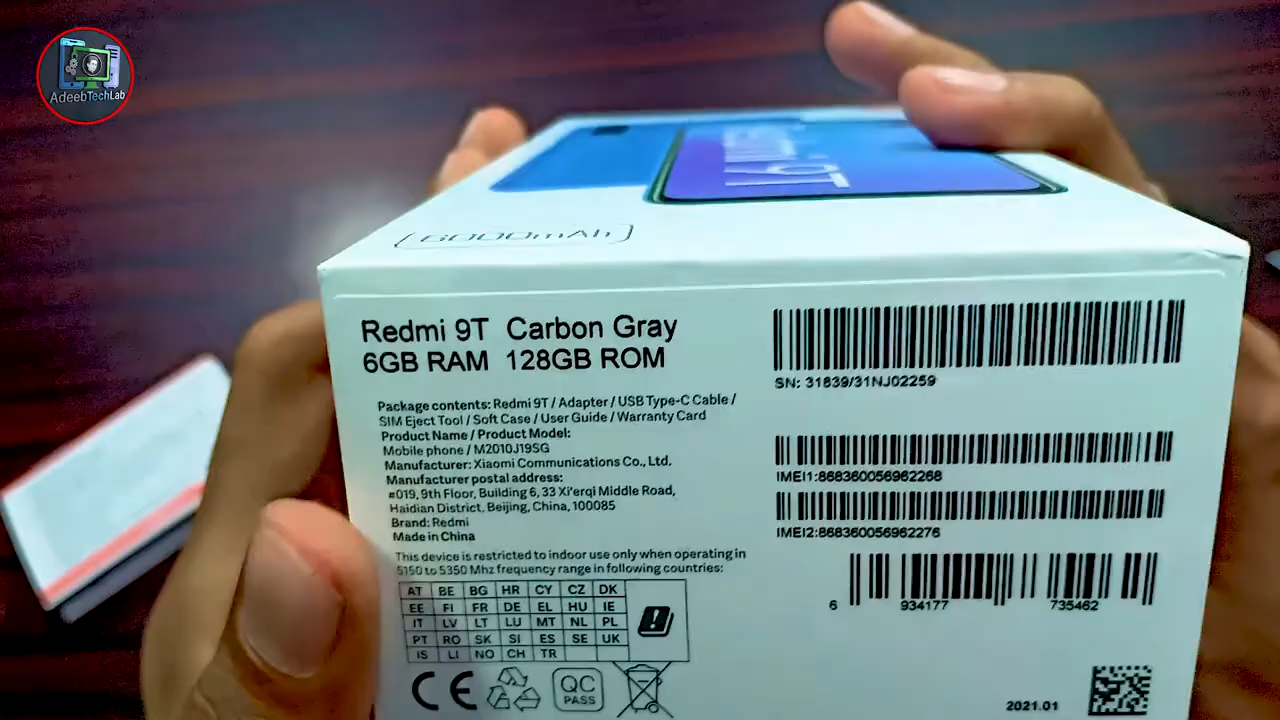 AdeebTechLab
REDMI 9T
6000mAh
Redmi 9T Carbon Gray
6GB RAM 128GB ROM
Package contents: Redmi 9T / Adapter / USB Type-C Cable /
SIM Eject Tool / Soft Case / User Guide / Warranty Card
Product Name / Product Model:
Mobile phone / M2010J19SG
Manufacturer: Xiaomi Communications Co., Ltd.
Manufacturer postal address:
#019, 9th Floor, Building 6, 33 Xi'erqi Middle Road,
Haidian District, Beijing, China, 100085
Brand: Redmi
Made in China
This device is restricted to indoor use only when operating in
5150 to 5350 Mhz frequency range in following countries:
AT BE BG HR CY CZ DK
EE FI FR DE EL HU IE
IT LV LT LU MT NL PL
PT RO SK SI ES SE UK
IS LI NO CH TR
CE
QC
PASS
SN: 31839/31NJ02259
IMEI1:868360056962268
IMEI2:868360056962276
6 934177 735462
2021.01